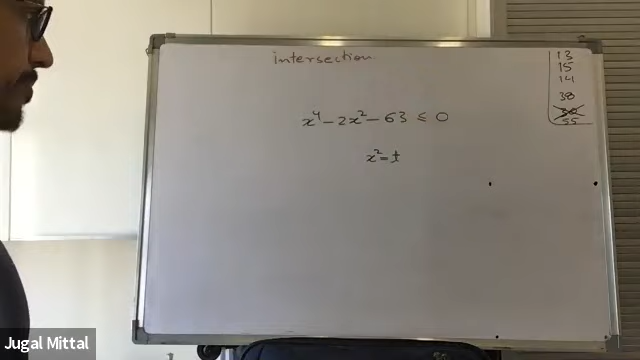 intersection
x⁴ - 2x² - 63 ≤ 0
x² = t
13
15
14
38
55
Jugal Mittal